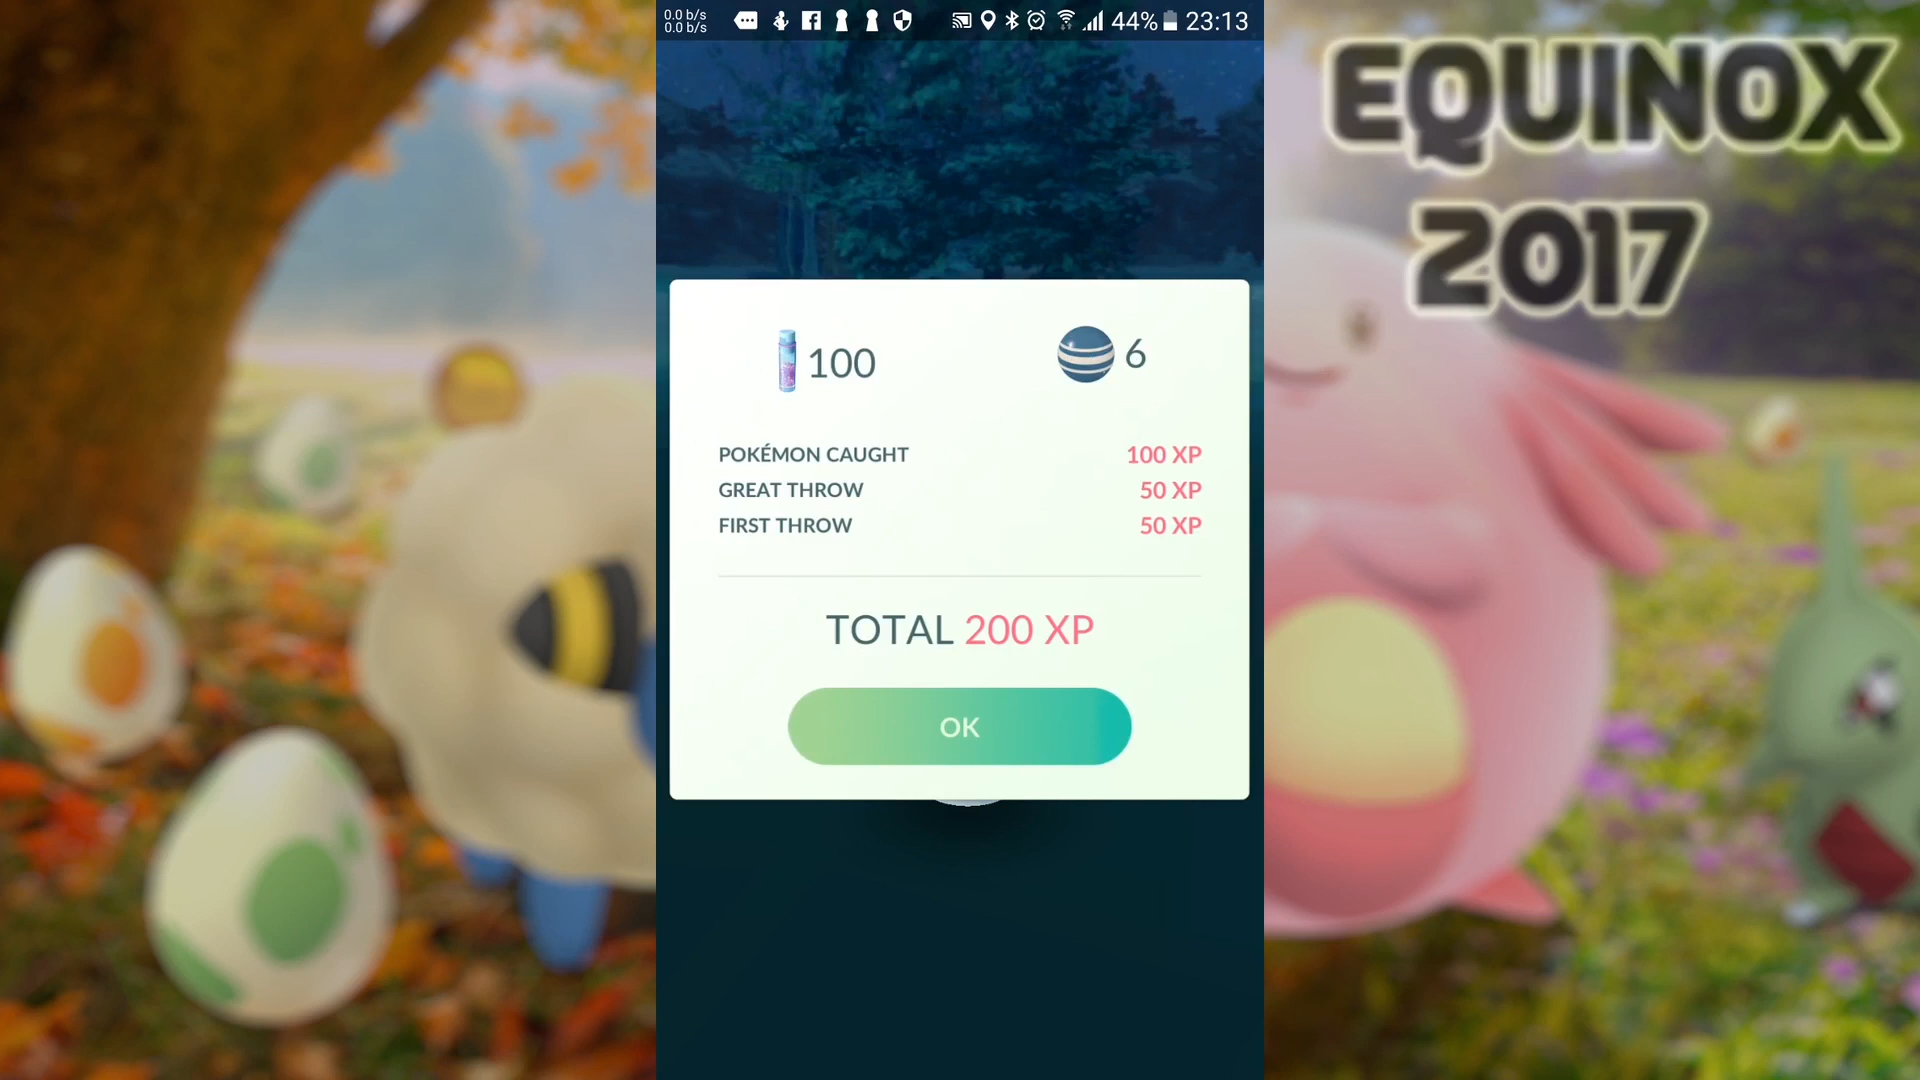 0.0 b/s
0.0 b/s
44% 23:13
EQUINOX
2017
100 6
POKÉMON CAUGHT 100 XP
GREAT THROW 50 XP
FIRST THROW 50 XP
TOTAL 200 XP
OK